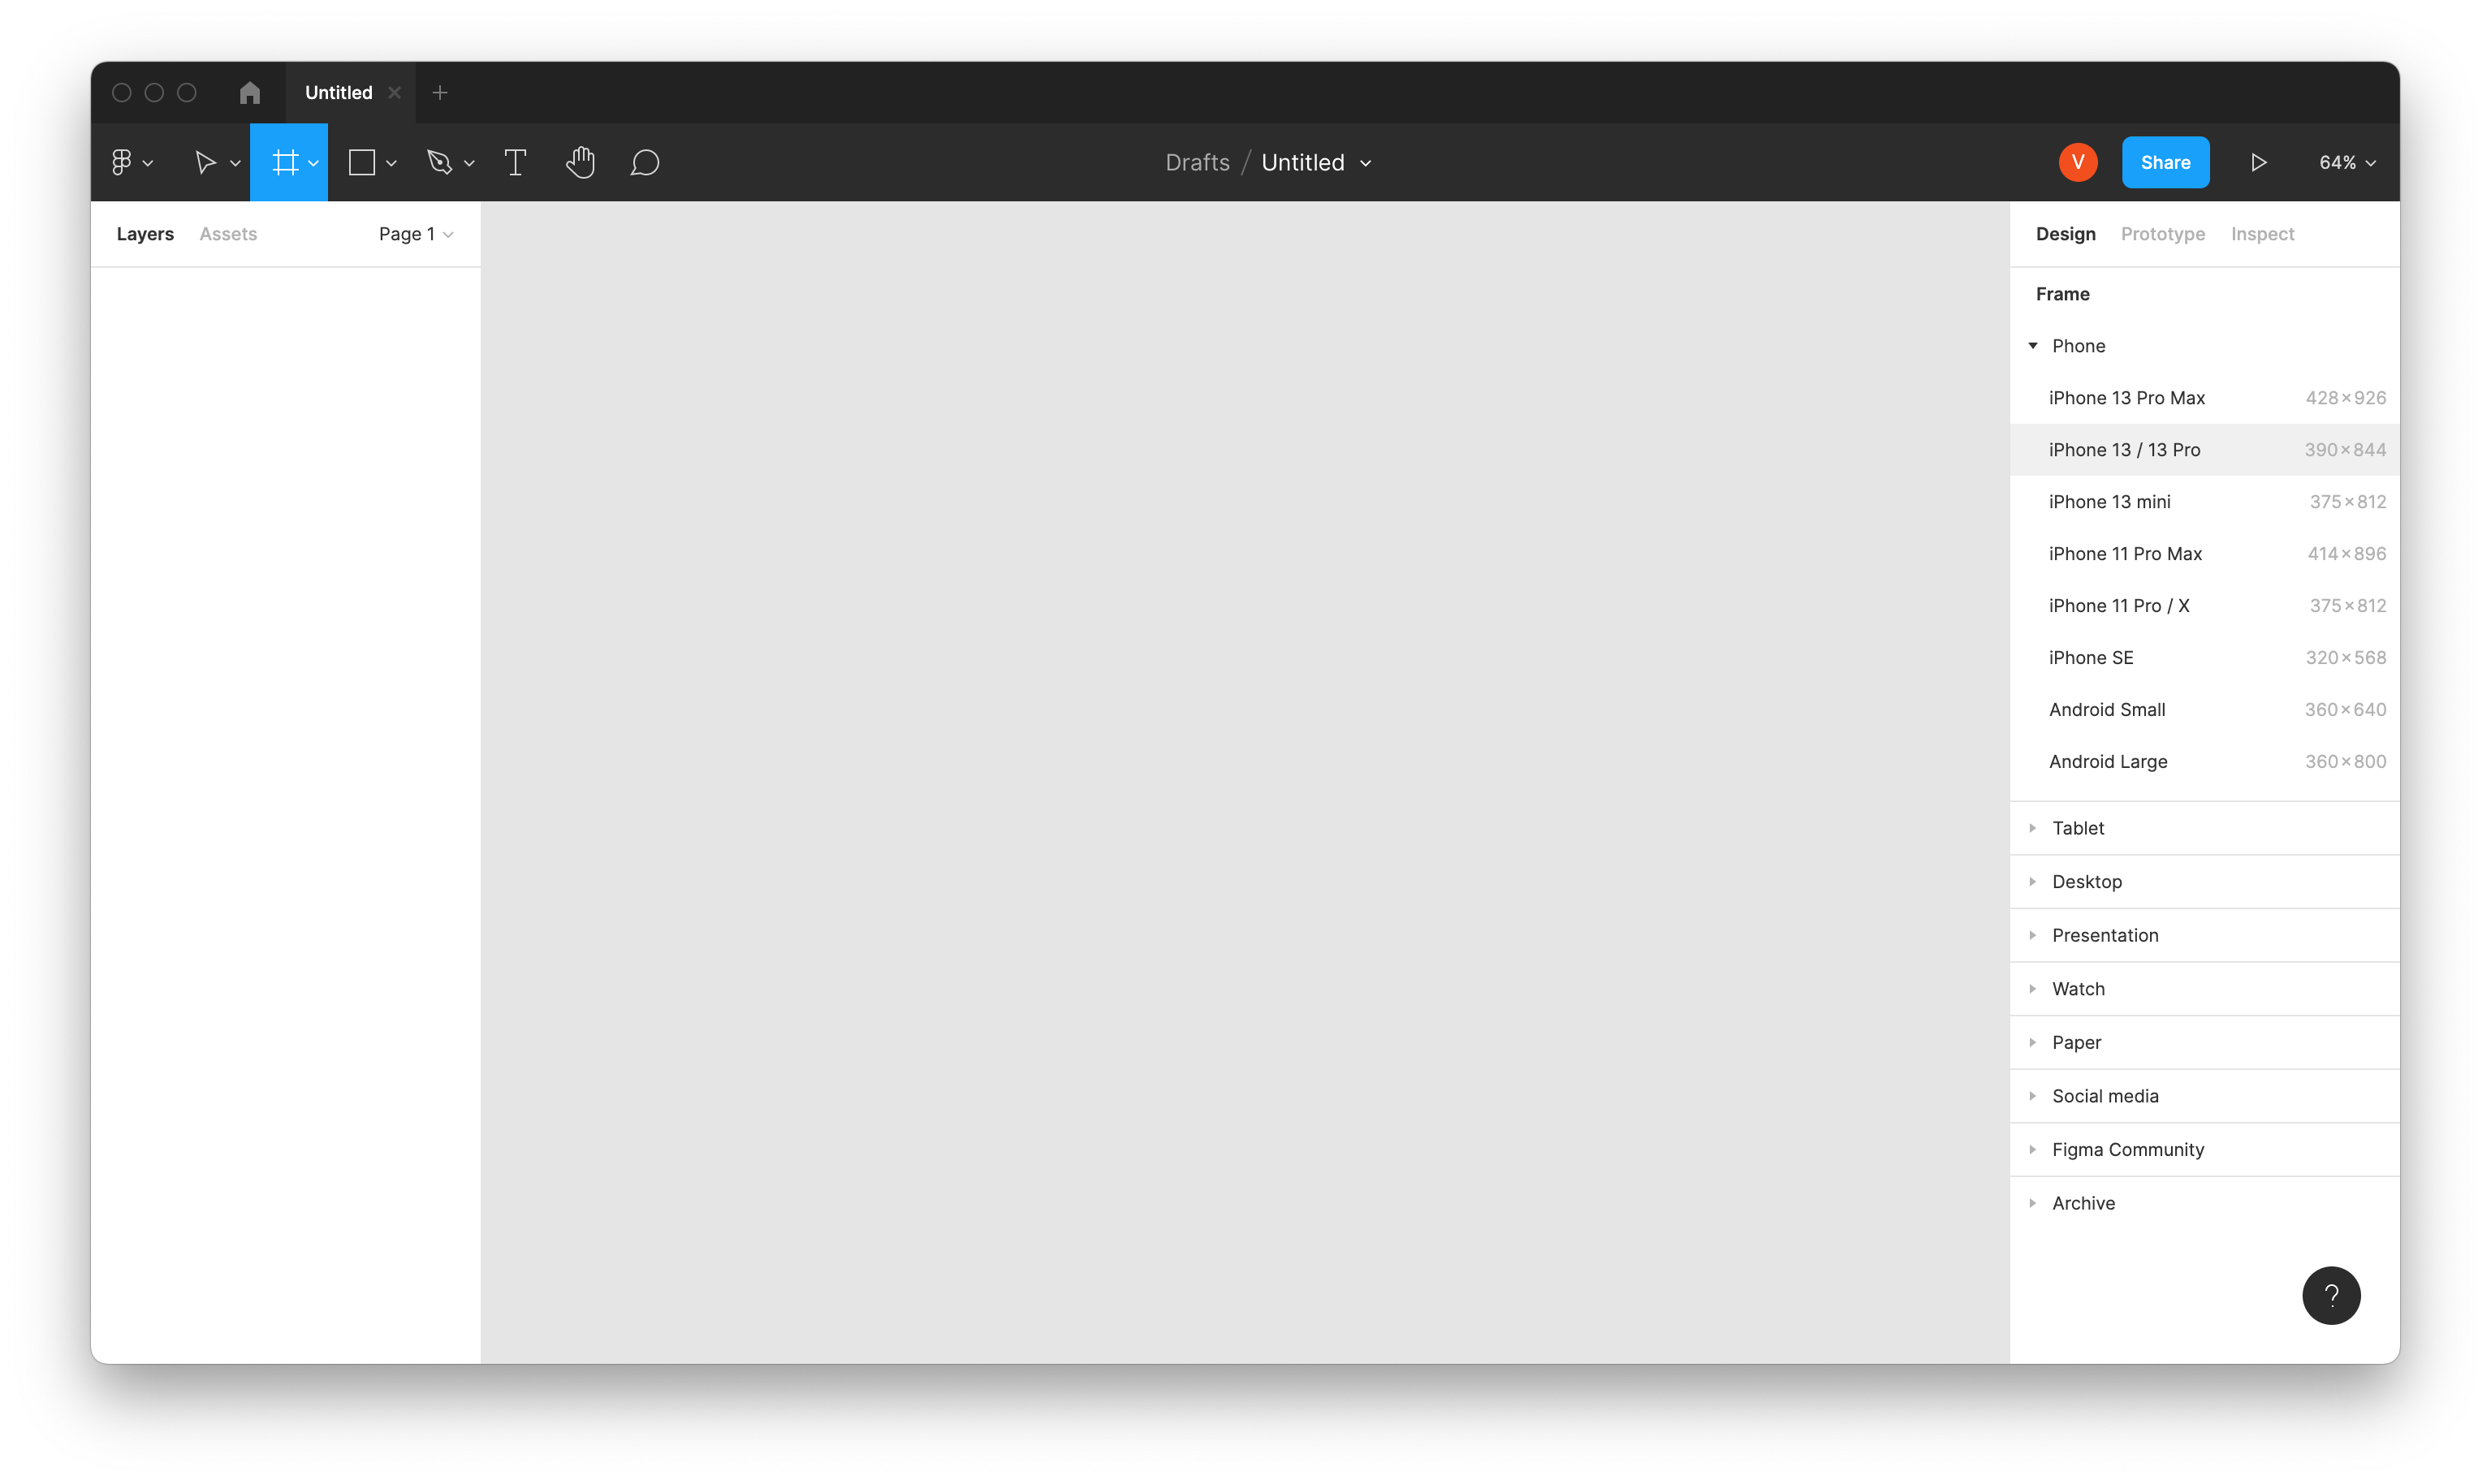 Untitled
Drafts / Untitled
V
Share
64%
Layers
Assets
Page 1
Design
Prototype
Inspect
Frame
Phone
iPhone 13 Pro Max 428×926
iPhone 13 / 13 Pro 390×844
iPhone 13 mini 375×812
iPhone 11 Pro Max 414×896
iPhone 11 Pro / X 375×812
iPhone SE 320×568
Android Small 360×640
Android Large 360×800
Tablet
Desktop
Presentation
Watch
Paper
Social media
Figma Community
Archive
?